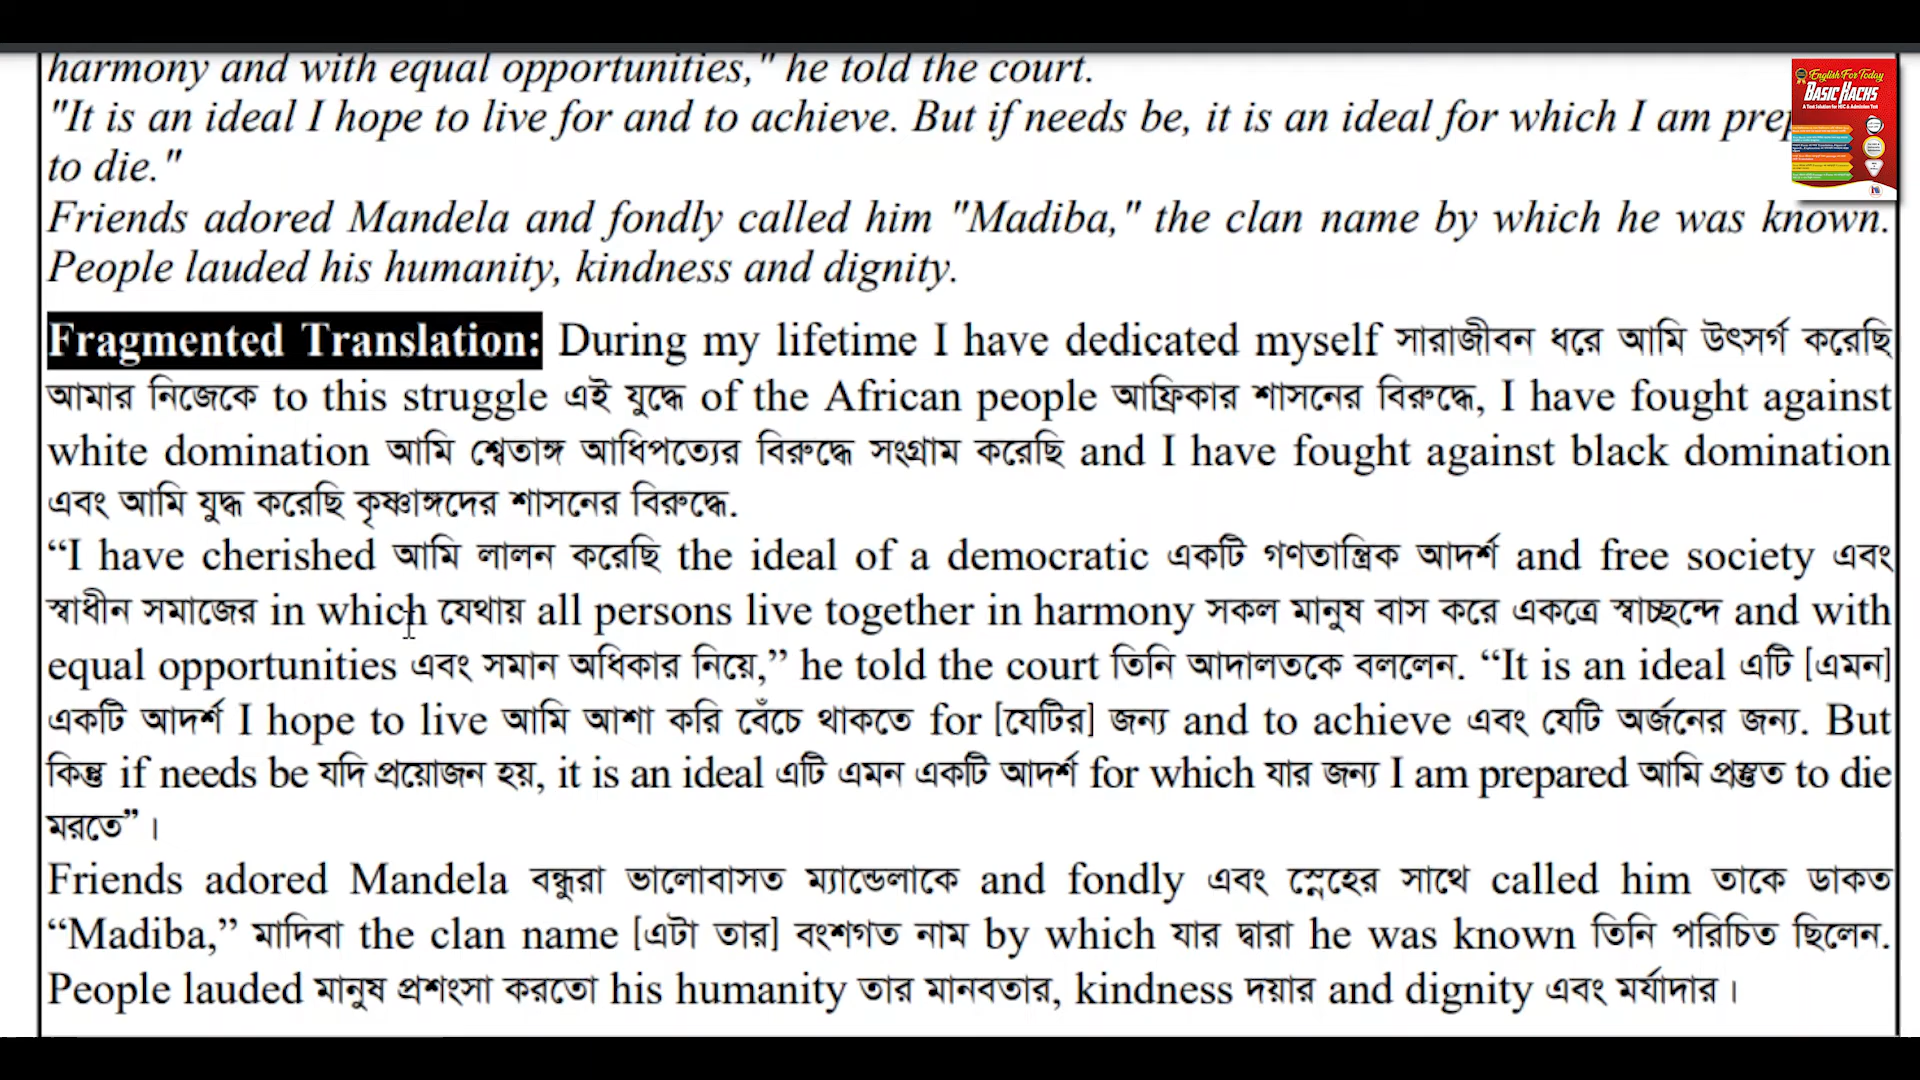 harmony and with equal opportunities," he told the court.
"It is an ideal I hope to live for and to achieve. But if needs be, it is an ideal for which I am
to die."
Friends adored Mandela and fondly called him "Madiba," the clan name by which he was known.
People lauded his humanity, kindness and dignity.
English For Today
BASIC HACKS
Fragmented Translation: During my lifetime I have dedicated myself সারাজীবন ধরে আমি উৎসর্গ করেছি
আমার নিজেকে to this struggle এই যুদ্ধে of the African people আফ্রিকার শাসনের বিরুদ্ধে, I have fought against
white domination আমি শ্বেতাঙ্গ আধিপত্যের বিরুদ্ধে সংগ্রাম করেছি and I have fought against black domination
এবং আমি যুদ্ধ করেছি কৃষ্ণাঙ্গদের শাসনের বিরুদ্ধে.
“I have cherished আমি লালন করেছি the ideal of a democratic একটি গণতান্ত্রিক আদর্শ and free society এবং
স্বাধীন সমাজের in which যেথায় all persons live together in harmony সকল মানুষ বাস করে একত্রে স্বাচ্ছন্দে and with
equal opportunities এবং সমান অধিকার নিয়ে,” he told the court তিনি আদালতকে বললেন. “It is an ideal এটি [এমন]
একটি আদর্শ I hope to live আমি আশা করি বেঁচে থাকতে for [যেটির] জন্য and to achieve এবং যেটি অর্জনের জন্য. But
কিন্তু if needs be যদি প্রয়োজন হয়, it is an ideal এটি এমন একটি আদর্শ for which যার জন্য I am prepared আমি প্রস্তুত to die
মরতে”।
Friends adored Mandela বন্ধুরা ভালোবাসত ম্যান্ডেলাকে and fondly এবং স্নেহের সাথে called him তাকে ডাকত
“Madiba,” মাদিবা the clan name [এটা তার] বংশগত নাম by which যার দ্বারা he was known তিনি পরিচিত ছিলেন.
People lauded মানুষ প্রশংসা করতো his humanity তার মানবতার, kindness দয়ার and dignity এবং মর্যাদার।